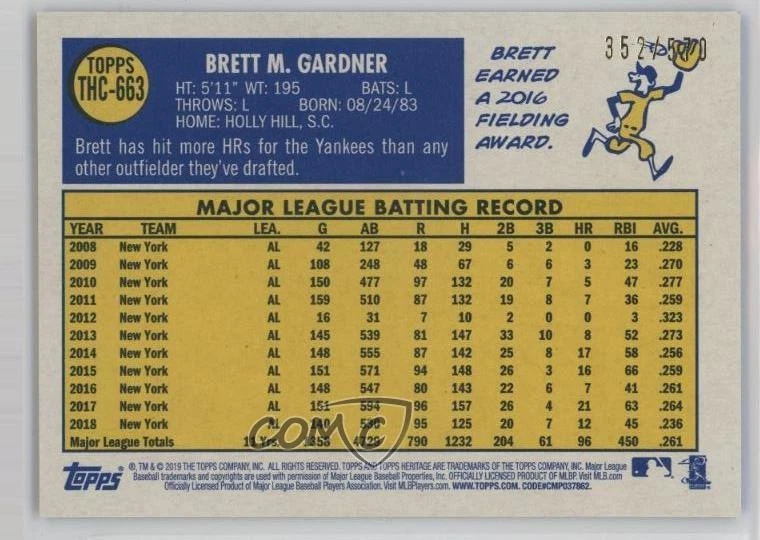 352/570
TOPPS
THC-663
BRETT M. GARDNER
HT: 5'11" WT: 195 BATS: L
THROWS: L BORN: 08/24/83
HOME: HOLLY HILL, S.C.
Brett has hit more HRs for the Yankees than any
other outfielder they've drafted.
BRETT
EARNED
A 2016
FIELDING
AWARD.
MAJOR LEAGUE BATTING RECORD
YEAR TEAM LEA. G AB R H 2B 3B HR RBI AVG.
2008 New York AL 42 127 18 29 5 2 0 16 .228
2009 New York AL 108 248 48 67 6 6 3 23 .270
2010 New York AL 150 477 97 132 20 7 5 47 .277
2011 New York AL 159 510 87 132 19 8 7 36 .259
2012 New York AL 16 31 7 10 2 0 0 3 .323
2013 New York AL 145 539 81 147 33 10 8 52 .273
2014 New York AL 148 555 87 142 25 8 17 58 .256
2015 New York AL 151 571 94 148 26 3 16 66 .259
2016 New York AL 148 547 80 143 22 6 7 41 .261
2017 New York AL 151 594 96 157 26 4 21 63 .264
2018 New York AL 140 530 95 125 20 7 12 45 .236
Major League Totals 11 Yrs. 1358 4729 790 1232 204 61 96 450 .261
COMC
Topps
®, TM & © 2019 THE TOPPS COMPANY, INC. ALL RIGHTS RESERVED. TOPPS AND TOPPS HERITAGE ARE TRADEMARKS OF THE TOPPS COMPANY, INC. Major League
Baseball trademarks and copyrights are used with permission of Major League Baseball Properties, Inc. OFFICIALLY LICENSED PRODUCT OF MLBP. Visit MLB.com
Officially Licensed Product of Major League Baseball Players Association. Visit MLBPlayers.com. WWW.TOPPS.COM. CODE#CMP037862.